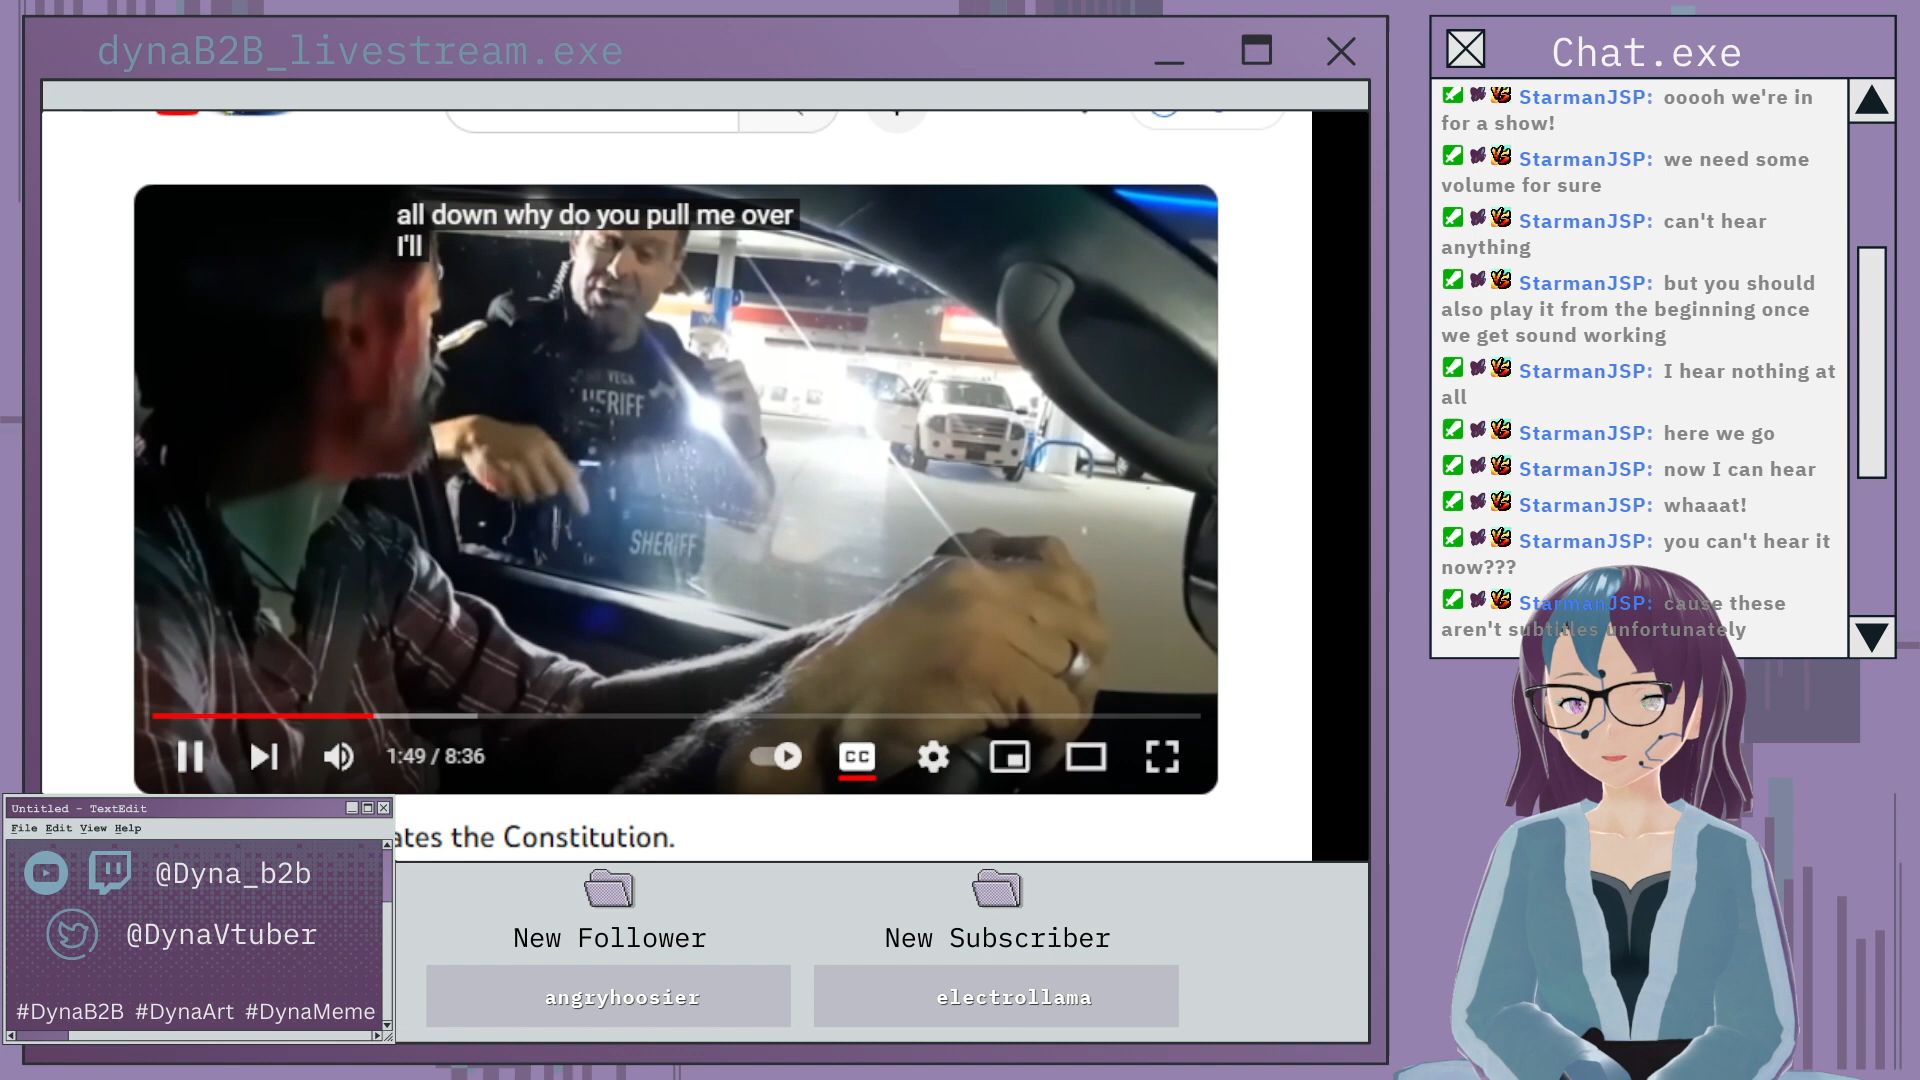 dynaB2B_livestream.exe
all down why do you pull me over
I'll
SHERIFF
1:49 / 8:36
CC
ates the Constitution.
Untitled - TextEdit
File Edit View Help
@Dyna_b2b
@DynaVtuber
#DynaB2B #DynaArt #DynaMeme
New Follower
angryhoosier
New Subscriber
electrollama
Chat.exe
StarmanJSP: ooooh we're in
for a show!
StarmanJSP: we need some
volume for sure
StarmanJSP: can't hear
anything
StarmanJSP: but you should
also play it from the beginning once
we get sound working
StarmanJSP: I hear nothing at
all
StarmanJSP: here we go
StarmanJSP: now I can hear
StarmanJSP: whaaat!
StarmanJSP: you can't hear it
now???
StarmanJSP: cause these
aren't subtitles unfortunately